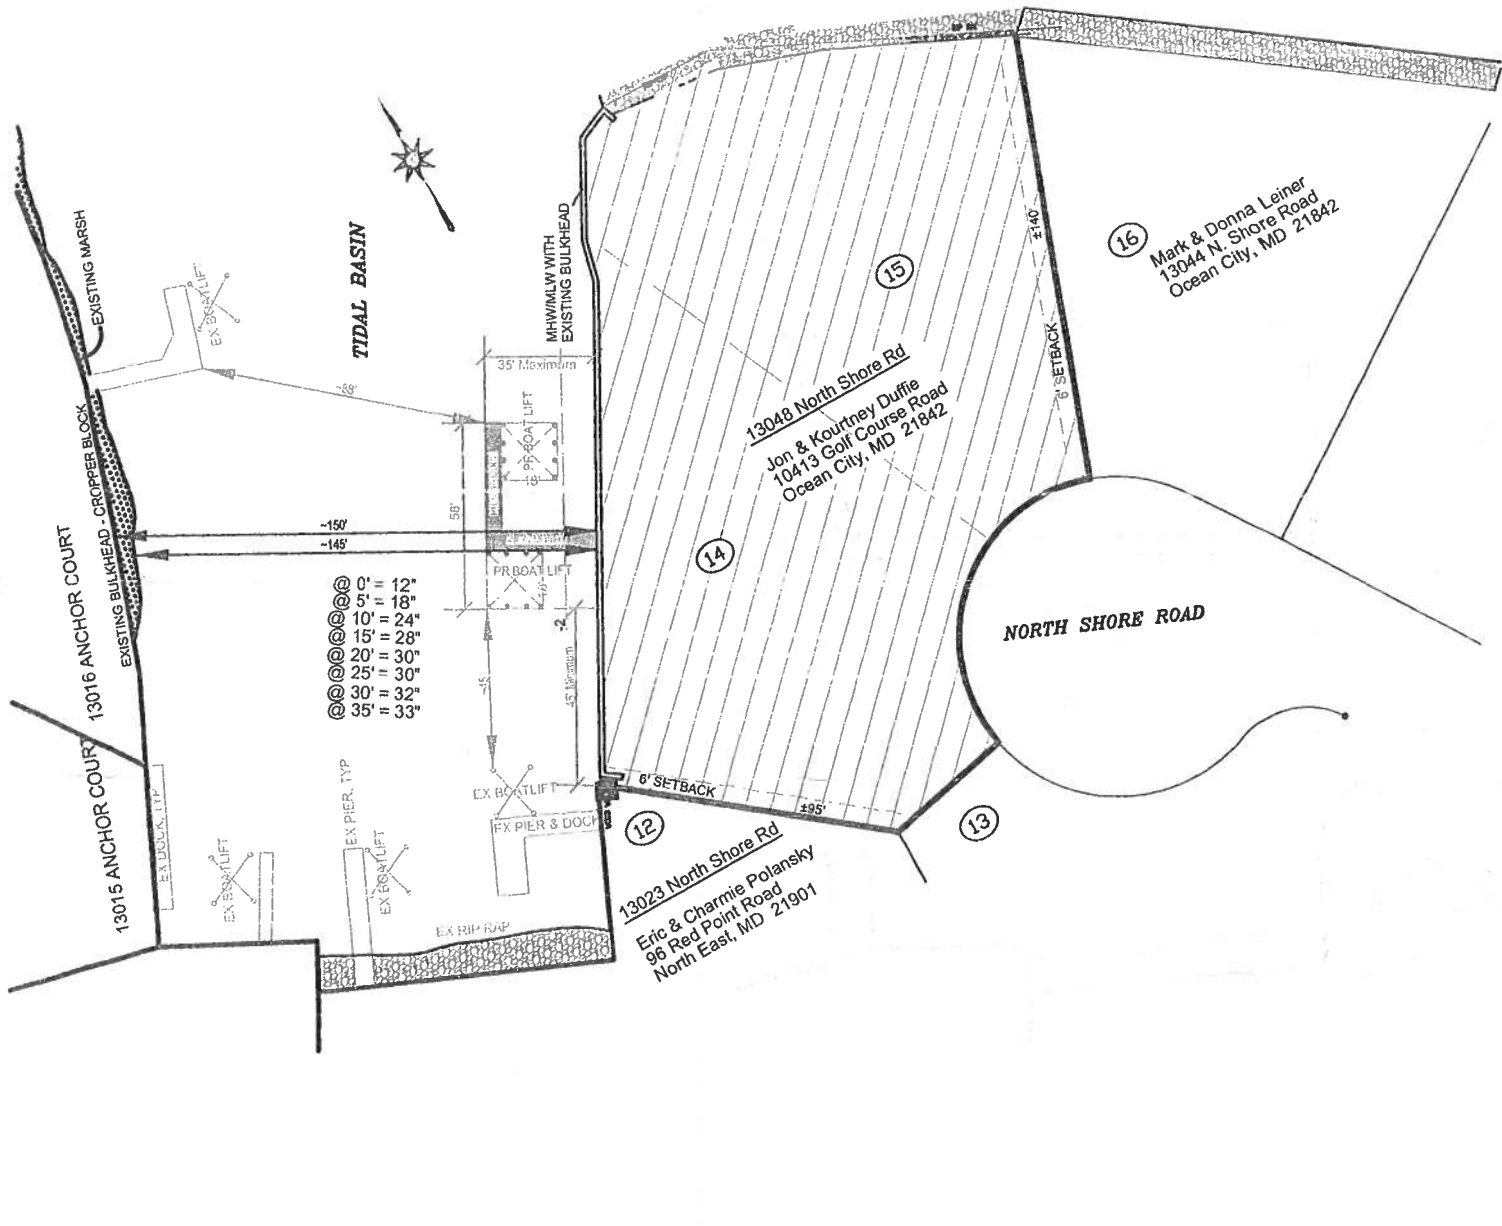 EXISTING MARSH
TIDAL BASIN
MHW/MLW WITH
EXISTING BULKHEAD
EX BOATLIFT
35' Maximum
PR BOAT LIFT
EXISTING BULKHEAD - CROPPER BLOCK
13016 ANCHOR COURT
13015 ANCHOR COURT
~150'
~145'
PR BOAT LIFT
@ 0' = 12"
@ 5' = 18"
@ 10' = 24"
@ 15' = 28"
@ 20' = 30"
@ 25' = 30"
@ 30' = 32"
@ 35' = 33"
45' Minimum
EX DOCK, TYP
EX BOATLIFT
EX PIER, TYP
EX BOATLIFT
EX BOATLIFT
EX PIER & DOCK
EX RIP RAP
15
14
13048 North Shore Rd
Jon & Kourtney Duffie
10413 Golf Course Road
Ocean City, MD 21842
±140'
6' SETBACK
16
Mark & Donna Leiner
13044 N. Shore Road
Ocean City, MD 21842
NORTH SHORE ROAD
6' SETBACK
±95'
12
13
13023 North Shore Rd
Eric & Charmie Polansky
96 Red Point Road
North East, MD 21901